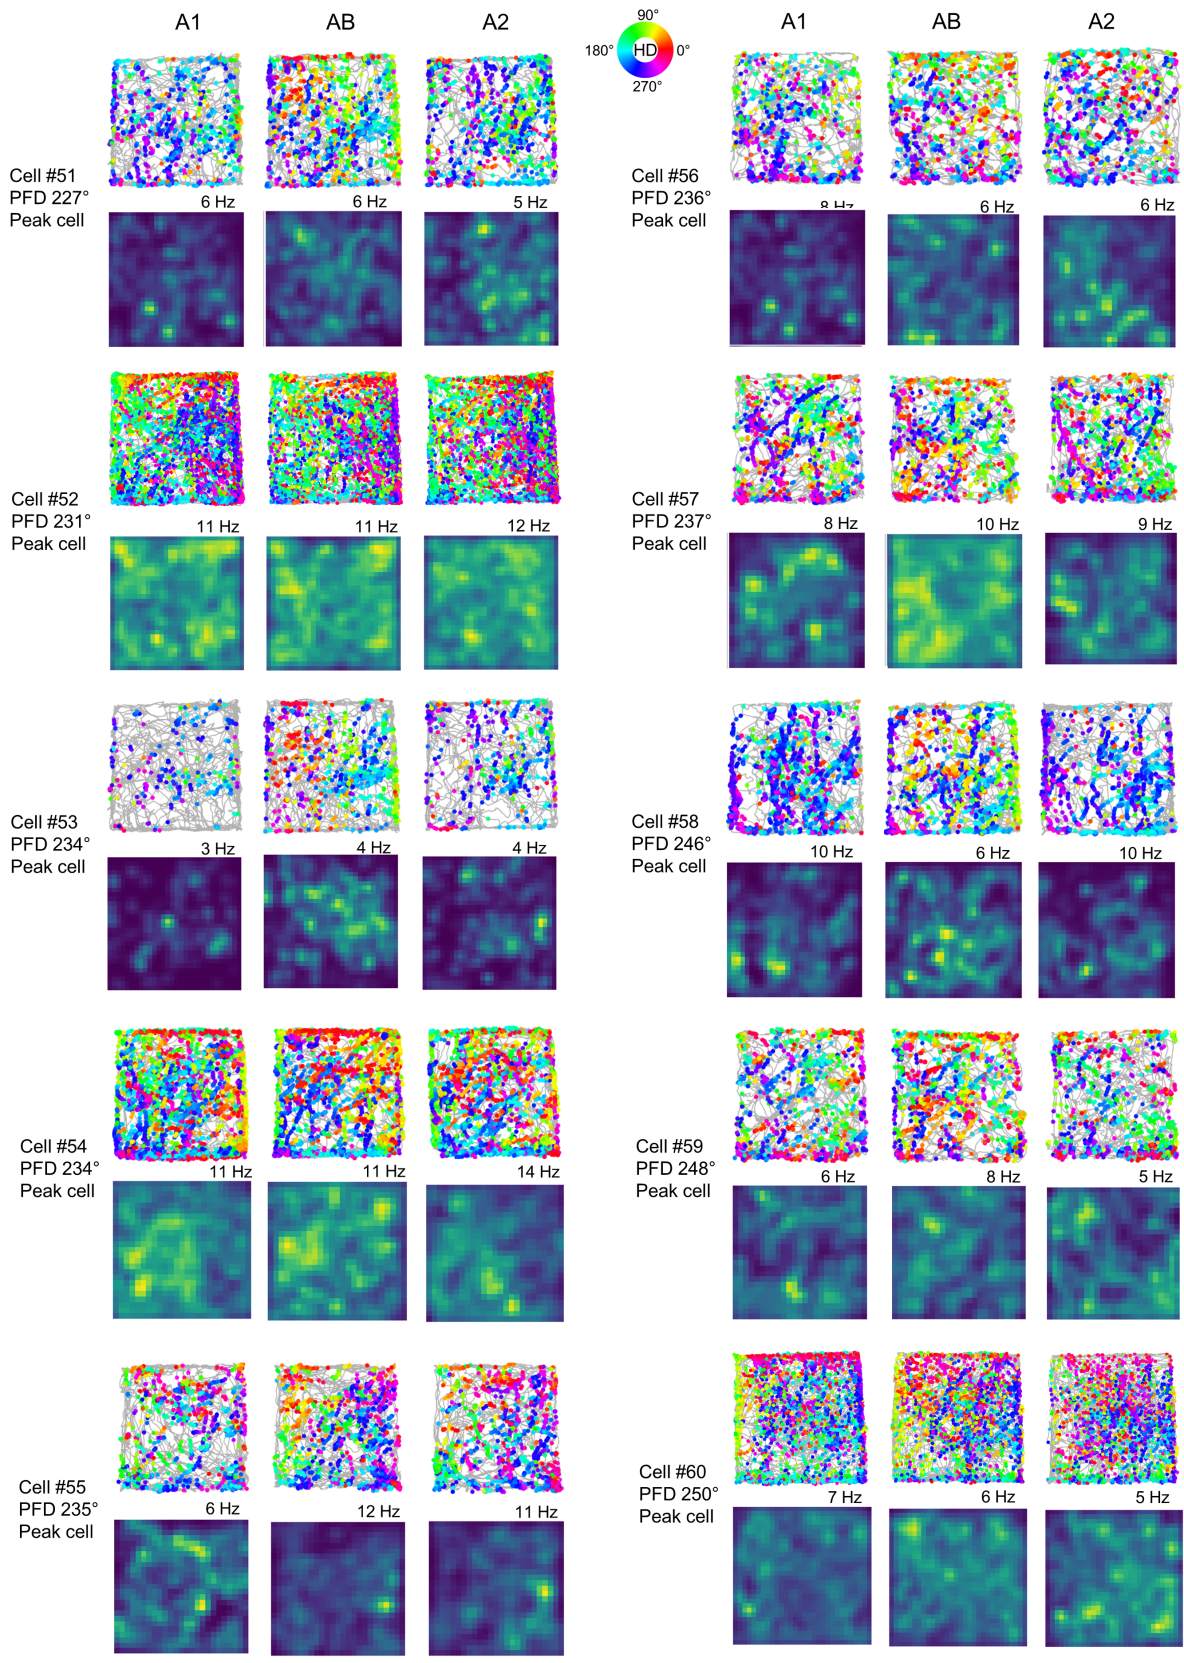 A1 AB A2
90°
180° HD 0°
270°
A1 AB A2
Cell #51
PFD 227°
Peak cell
6 Hz 6 Hz 5 Hz
Cell #56
PFD 236°
Peak cell
8 Hz 6 Hz 6 Hz
Cell #52
PFD 231°
Peak cell
11 Hz 11 Hz 12 Hz
Cell #57
PFD 237°
Peak cell
8 Hz 10 Hz 9 Hz
Cell #53
PFD 234°
Peak cell
3 Hz 4 Hz 4 Hz
Cell #58
PFD 246°
Peak cell
10 Hz 6 Hz 10 Hz
Cell #54
PFD 234°
Peak cell
11 Hz 11 Hz 14 Hz
Cell #59
PFD 248°
Peak cell
6 Hz 8 Hz 5 Hz
Cell #55
PFD 235°
Peak cell
6 Hz 12 Hz 11 Hz
Cell #60
PFD 250°
Peak cell
7 Hz 6 Hz 5 Hz